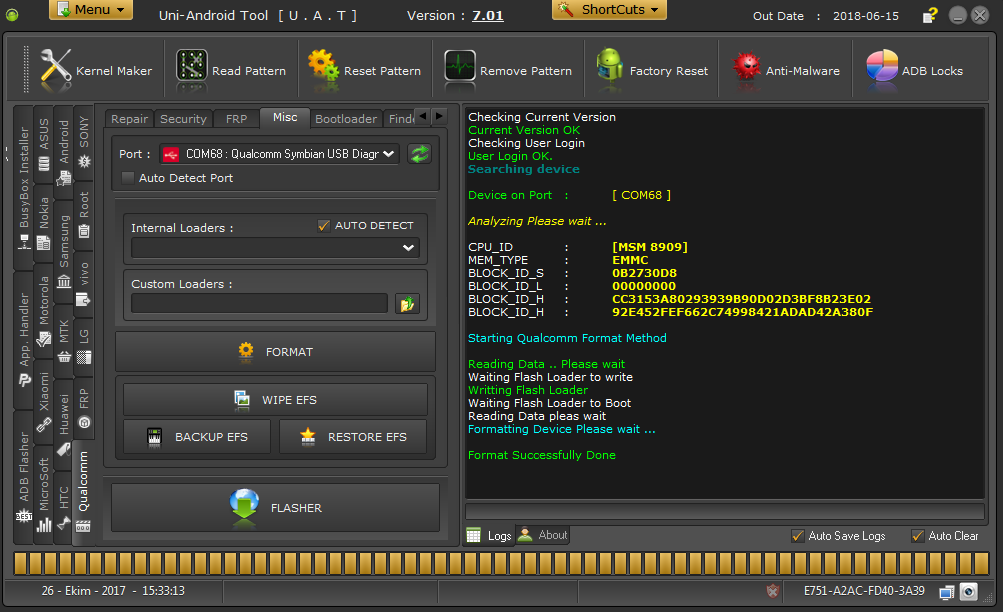 Menu
Uni-Android Tool [ U . A . T ]
Version : 7.01
ShortCuts
Out Date : 2018-06-15
Kernel Maker
Read Pattern
Reset Pattern
Remove Pattern
Factory Reset
Anti-Malware
ADB Locks
BusyBox Installer
App. Handler
ADB Flasher
BEST
ASUS
Nokia
Motorola
Xiaomi
MicroSoft
Android
Samsung
MTK
Huawei
HTC
SONY
Root
vivo
LG
FRP
Qualcomm
Repair
Security
FRP
Misc
Bootloader
Finde
Port :
COM68 : Qualcomm Symbian USB Diagr
Auto Detect Port
Internal Loaders :
AUTO DETECT
Custom Loaders :
FORMAT
WIPE EFS
BACKUP EFS
RESTORE EFS
FLASHER
Checking Current Version
Current Version OK
Checking User Login
User Login OK.
Searching device
Device on Port : [ COM68 ]
Analyzing Please wait ...
CPU_ID : [MSM 8909]
MEM_TYPE : EMMC
BLOCK_ID_S : 0B2730D8
BLOCK_ID_L : 00000000
BLOCK_ID_H : CC3153A80293939B90D02D3BF8B23E02
BLOCK_ID_H : 92E452FEF662C74998421ADAD42A380F
Starting Qualcomm Format Method
Reading Data .. Please wait
Waiting Flash Loader to write
Writting Flash Loader
Waiting Flash Loader to Boot
Reading Data pleas wait
Formatting Device Please wait ...
Format Successfully Done
Logs
About
Auto Save Logs
Auto Clear
26 - Ekim - 2017 - 15:33:13
E751-A2AC-FD40-3A39